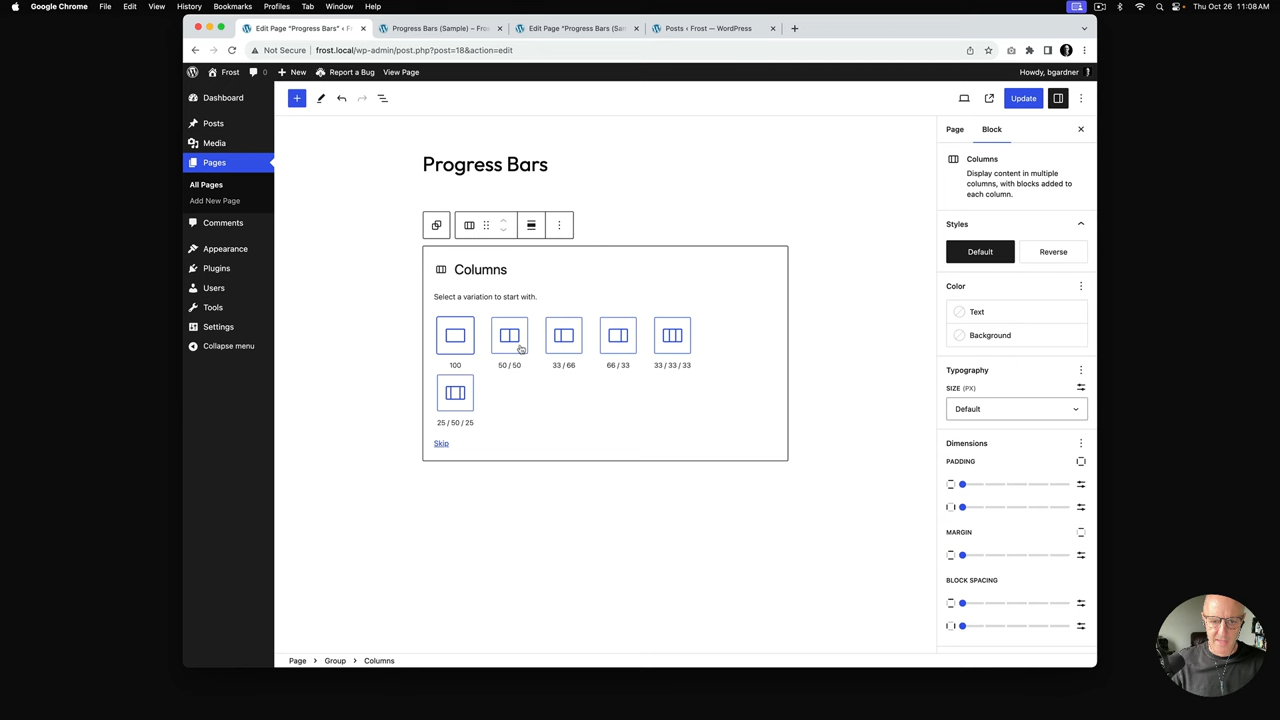 Google Chrome File Edit View History Bookmarks Profiles Tab Window Help Thu Oct 26 11:08 AM
Edit Page “Progress Bars” ‹ F Progress Bars (Sample) – Fro Edit Page “Progress Bars (Sam Posts ‹ Frost — WordPress
Not Secure frost.local/wp-admin/post.php?post=18&action=edit
Frost 0 New Report a Bug View Page Howdy, bgardner
Dashboard
Posts
Media
Pages
All Pages
Add New Page
Comments
Appearance
Plugins
Users
Tools
Settings
Collapse menu
Update
Progress Bars
Columns
Select a variation to start with.
100 50 / 50 33 / 66 66 / 33 33 / 33 / 33
25 / 50 / 25
Skip
Page Block
Columns
Display content in multiple
columns, with blocks added to
each column.
Styles
Default Reverse
Color
Text
Background
Typography
SIZE (PX)
Default
Dimensions
PADDING
MARGIN
BLOCK SPACING
Page Group Columns